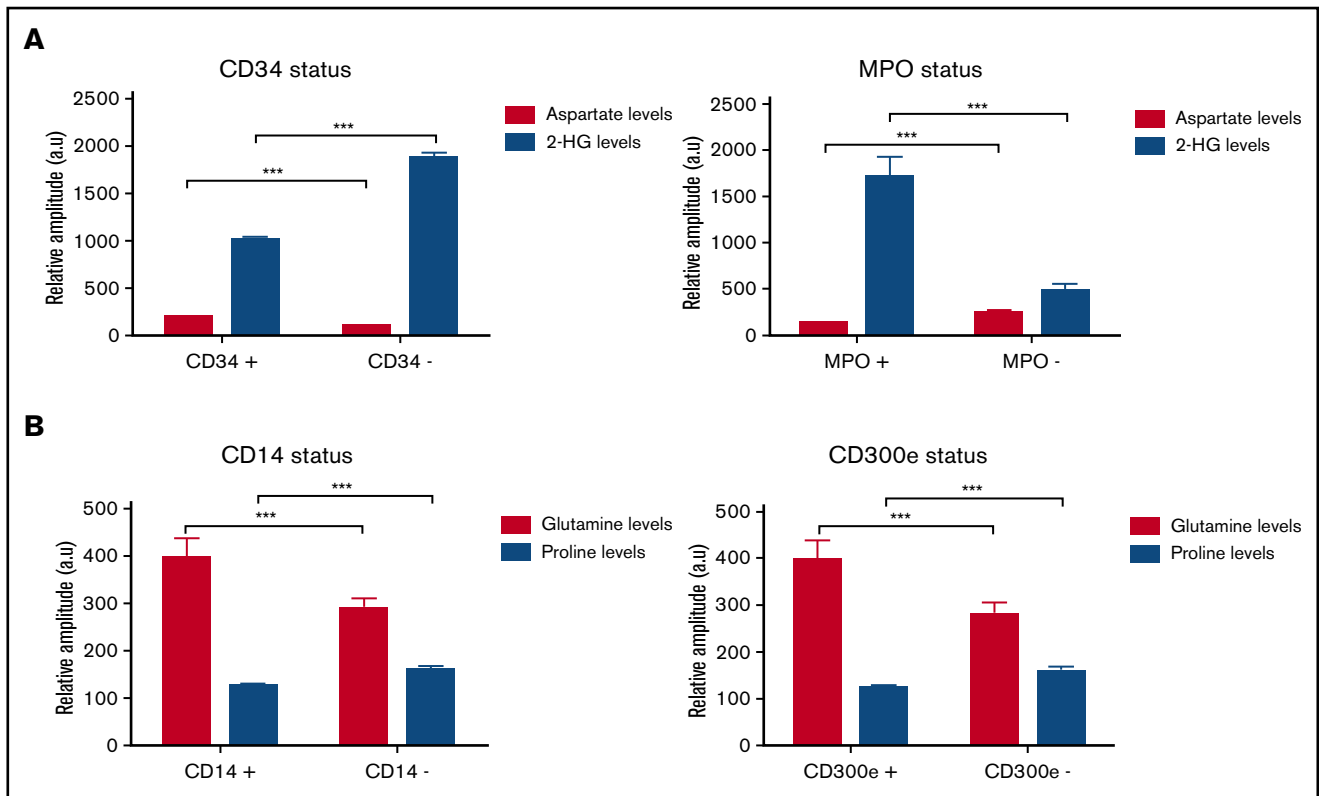 A
CD34 status
2500
2000
1500
1000
500
0
Relative amplitude (a.u)
***
***
CD34 +
CD34 -
Aspartate levels
2-HG levels
MPO status
2500
2000
1500
1000
500
0
Relative amplitude (a.u)
***
***
MPO +
MPO -
Aspartate levels
2-HG levels
B
CD14 status
500
400
300
200
100
0
Relative amplitude (a.u)
***
***
CD14 +
CD14 -
Glutamine levels
Proline levels
CD300e status
500
400
300
200
100
0
Relative amplitude (a.u)
***
***
CD300e +
CD300e -
Glutamine levels
Proline levels